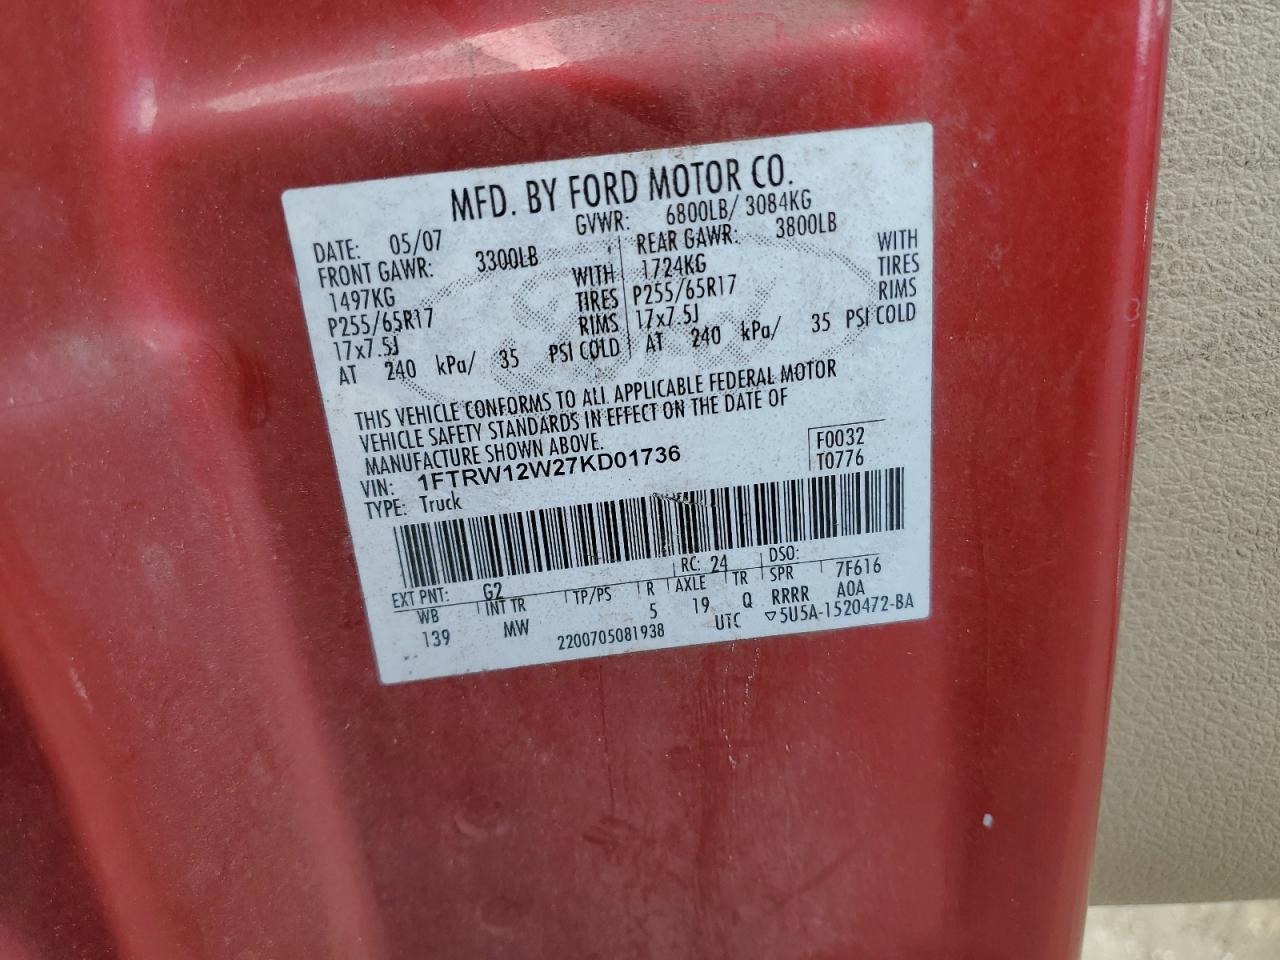 MFD. BY FORD MOTOR CO.
DATE: 05/07 GVWR: 6800LB/ 3084KG
FRONT GAWR: 3300LB REAR GAWR: 3800LB
1497KG WITH 1724KG WITH
P255/65R17 TIRES P255/65R17 TIRES
17x7.5J RIMS 17x7.5J RIMS
AT 240 kPa/ 35 PSI COLD AT 240 kPa/ 35 PSI COLD
THIS VEHICLE CONFORMS TO ALL APPLICABLE FEDERAL MOTOR
VEHICLE SAFETY STANDARDS IN EFFECT ON THE DATE OF
MANUFACTURE SHOWN ABOVE.
VIN: 1FTRW12W27KD01736 F0032
TYPE: Truck T0776
EXT PNT: G2 RC: 24 DSO:
WB INT TR TP/PS R AXLE TR SPR 7F616
139 MW 5 19 Q RRRR A0A
2200705081938 UTC ▽5U5A-1520472-BA